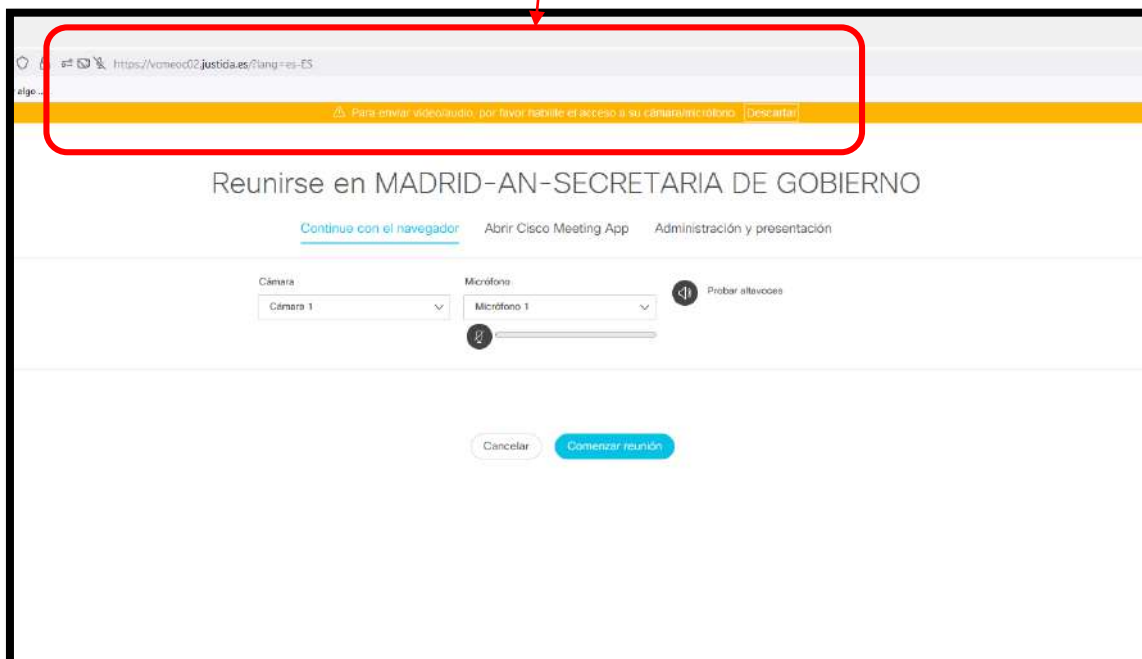 https://vcmeoc02.justicia.es/?lang=es-ES
algo...
Para enviar vídeo/audio, por favor habilite el acceso a su cámara/micrófono. Descartar
Reunirse en MADRID-AN-SECRETARIA DE GOBIERNO
Continue con el navegador Abrir Cisco Meeting App Administración y presentación
Cámara Micrófono
Cámara 1 Micrófono 1 Probar altavoces
Cancelar Comenzar reunión